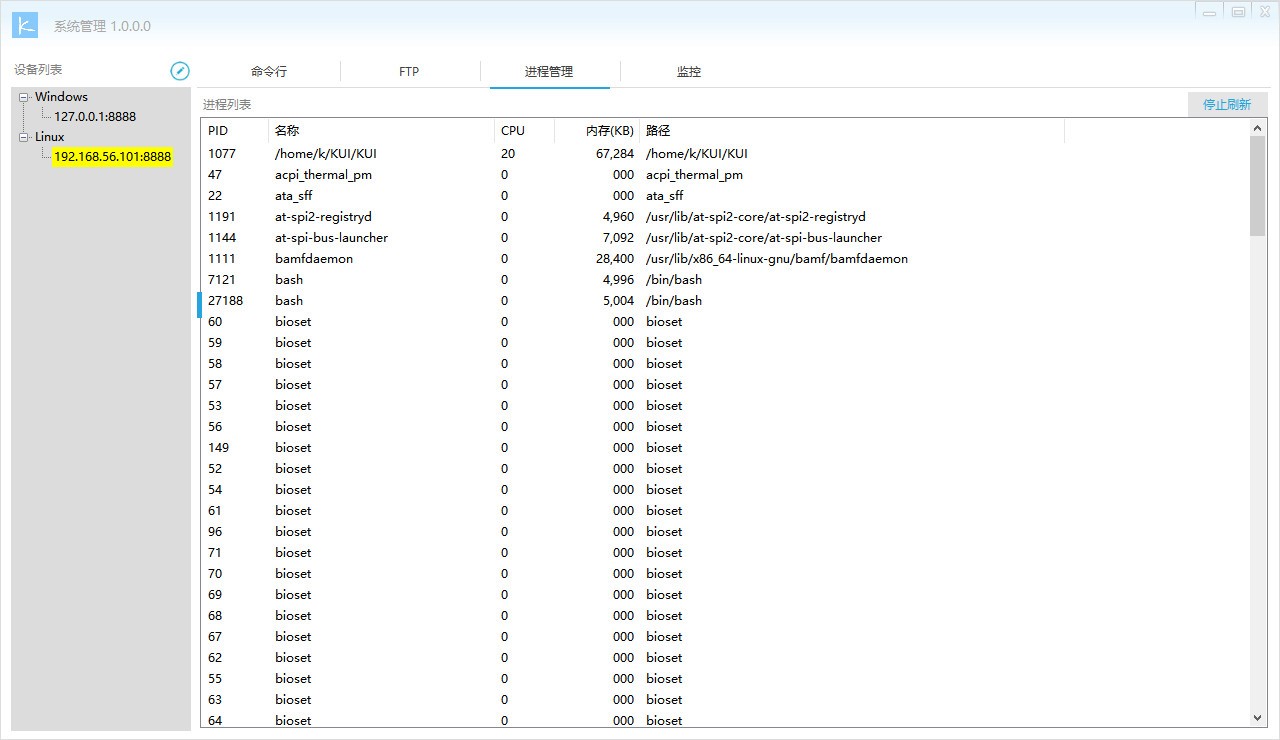 系统管理 1.0.0.0
设备列表
Windows
127.0.0.1:8888
Linux
192.168.56.101:8888
命令行 FTP 进程管理 监控
进程列表 停止刷新
PID 名称 CPU 内存(KB) 路径
1077 /home/k/KUI/KUI 20 67,284 /home/k/KUI/KUI
47 acpi_thermal_pm 0 000 acpi_thermal_pm
22 ata_sff 0 000 ata_sff
1191 at-spi2-registryd 0 4,960 /usr/lib/at-spi2-core/at-spi2-registryd
1144 at-spi-bus-launcher 0 7,092 /usr/lib/at-spi2-core/at-spi-bus-launcher
1111 bamfdaemon 0 28,400 /usr/lib/x86_64-linux-gnu/bamf/bamfdaemon
7121 bash 0 4,996 /bin/bash
27188 bash 0 5,004 /bin/bash
60 bioset 0 000 bioset
59 bioset 0 000 bioset
58 bioset 0 000 bioset
57 bioset 0 000 bioset
53 bioset 0 000 bioset
56 bioset 0 000 bioset
149 bioset 0 000 bioset
52 bioset 0 000 bioset
54 bioset 0 000 bioset
61 bioset 0 000 bioset
96 bioset 0 000 bioset
71 bioset 0 000 bioset
70 bioset 0 000 bioset
69 bioset 0 000 bioset
68 bioset 0 000 bioset
67 bioset 0 000 bioset
62 bioset 0 000 bioset
55 bioset 0 000 bioset
63 bioset 0 000 bioset
64 bioset 0 000 bioset